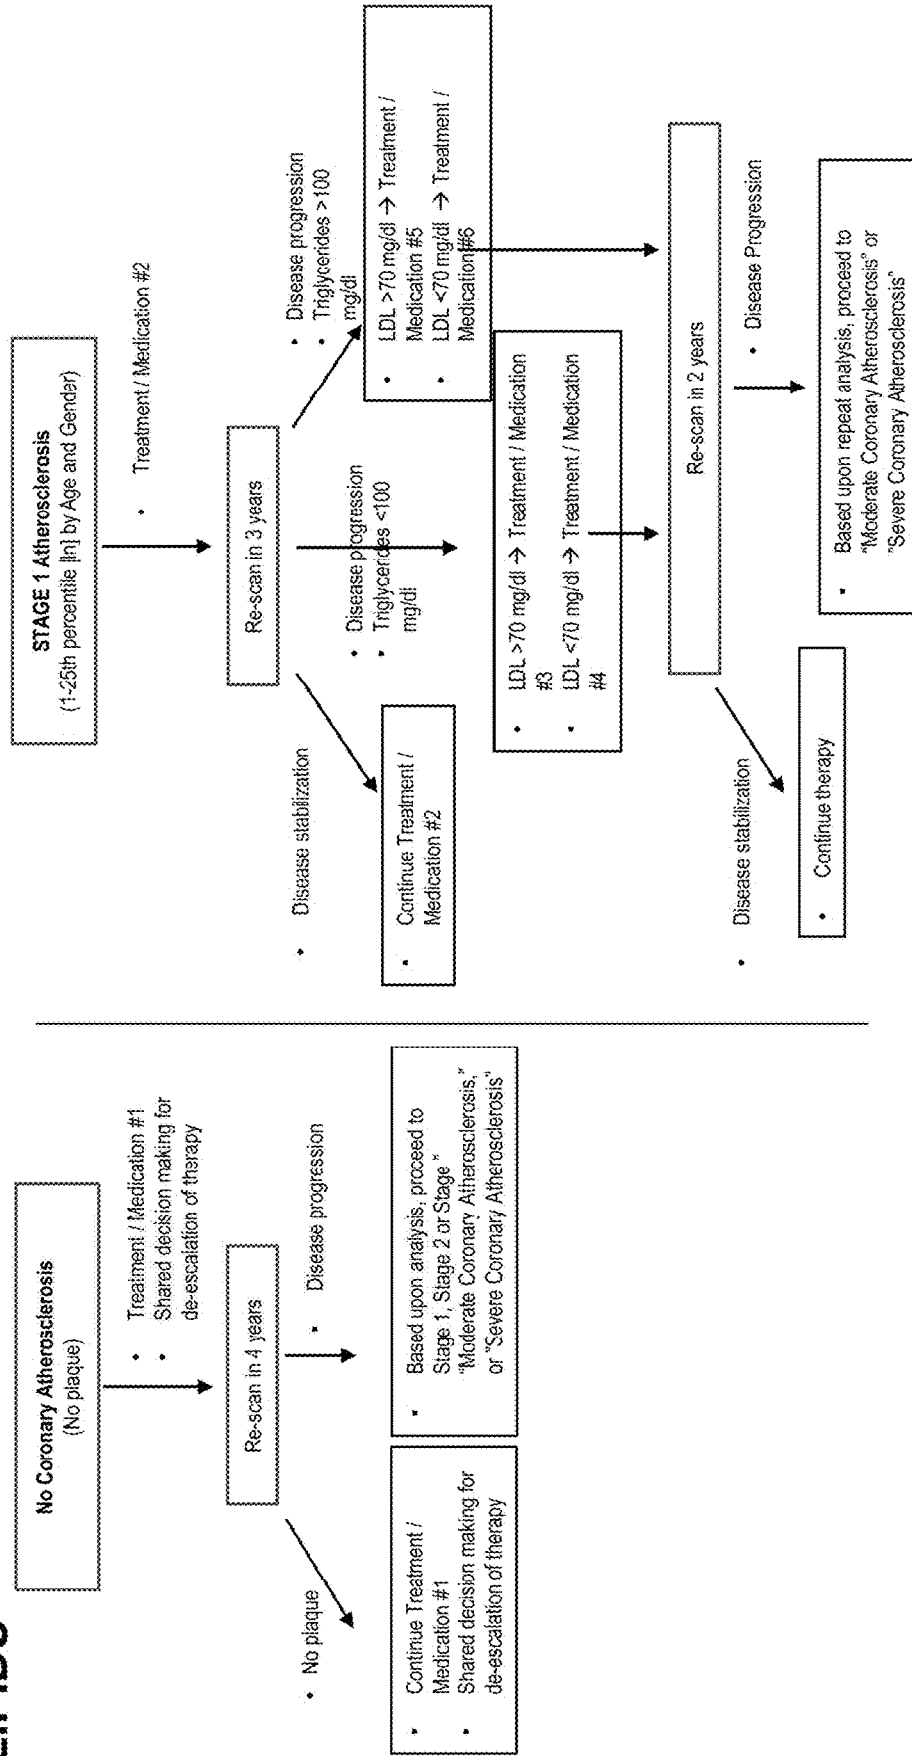 No Coronary Atherosclerosis
(No plaque)
• Treatment / Medication #1
• Shared decision making for
de-escalation of therapy
Re-scan in 4 years
• No plaque
• Disease progression
• Continue Treatment /
Medication #1
• Shared decision making for
de-escalation of therapy
• Based upon analysis, proceed to
Stage 1, Stage 2 or Stage "
"Moderate Coronary Atherosclerosis,"
or "Severe Coronary Atherosclerosis"
STAGE 1 Atherosclerosis
(1-25th percentile [ln] by Age and Gender)
• Treatment / Medication #2
Re-scan in 3 years
• Disease stabilization
• Disease progression
• Triglycerides <100
mg/dl
• Disease progression
• Triglycerides >100
mg/dl
• Continue Treatment /
Medication #2
• LDL >70 mg/dl → Treatment / Medication
#3
• LDL <70 mg/dl → Treatment / Medication
#4
• LDL >70 mg/dl → Treatment /
Medication #5
• LDL <70 mg/dl → Treatment /
Medication #6
Re-scan in 2 years
• Disease stabilization
• Disease Progression
• Continue therapy
• Based upon repeat analysis, proceed to
"Moderate Coronary Atherosclerosis" or
"Severe Coronary Atherosclerosis"